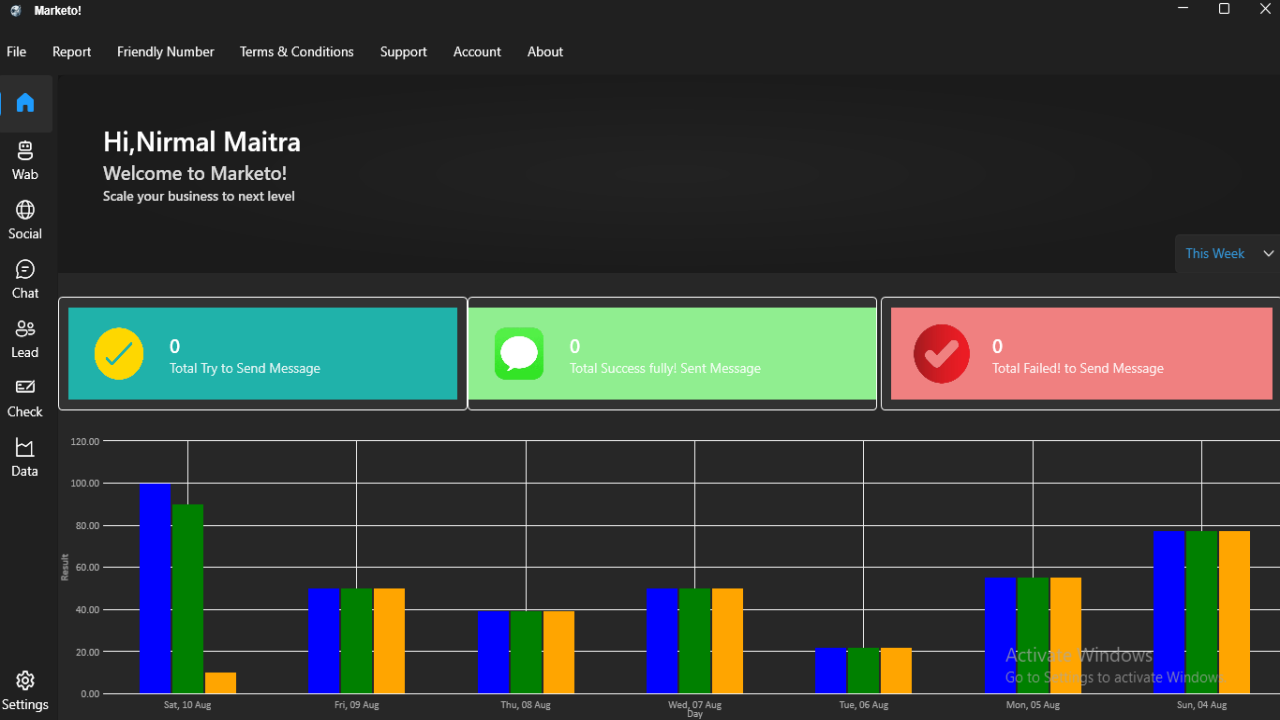 Marketo!
File Report Friendly Number Terms & Conditions Support Account About
Hi,Nirmal Maitra
Welcome to Marketo!
Scale your business to next level
This Week
Wab
Social
Chat
Lead
Check
Data
Settings
0
Total Try to Send Message
0
Total Success fully! Sent Message
0
Total Failed! to Send Message
120.00
100.00
80.00
60.00
40.00
20.00
0.00
Result
Sat, 10 Aug Fri, 09 Aug Thu, 08 Aug Wed, 07 Aug Tue, 06 Aug Mon, 05 Aug Sun, 04 Aug
Day
Activate Windows
Go to Settings to activate Windows.